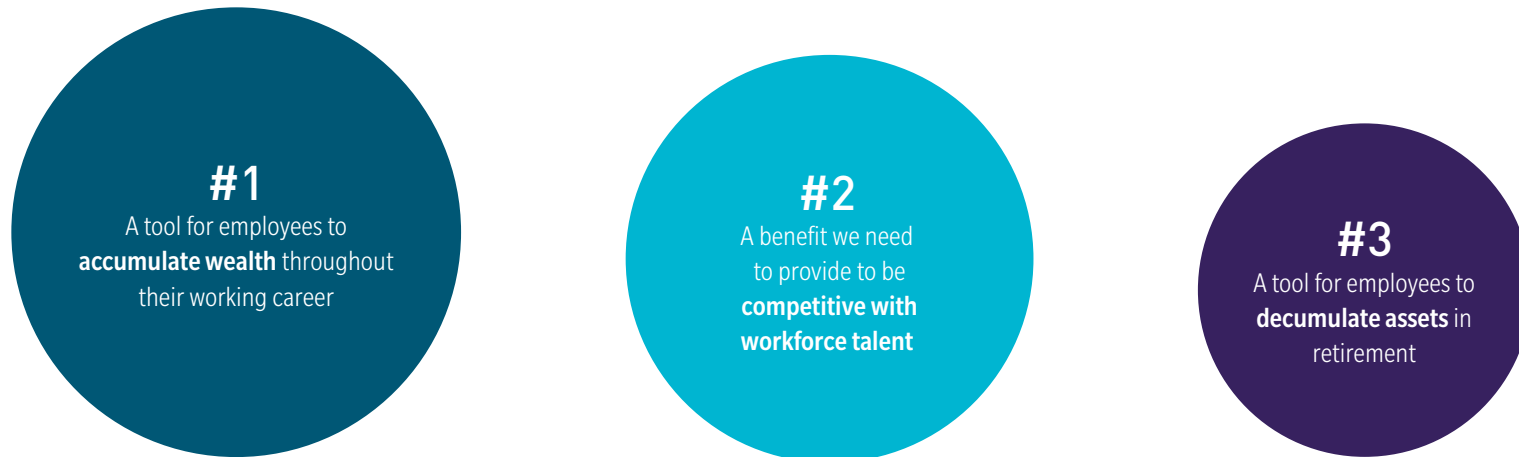 #1
A tool for employees to
accumulate wealth throughout
their working career
#2
A benefit we need
to provide to be
competitive with
workforce talent
#3
A tool for employees to
decumulate assets in
retirement